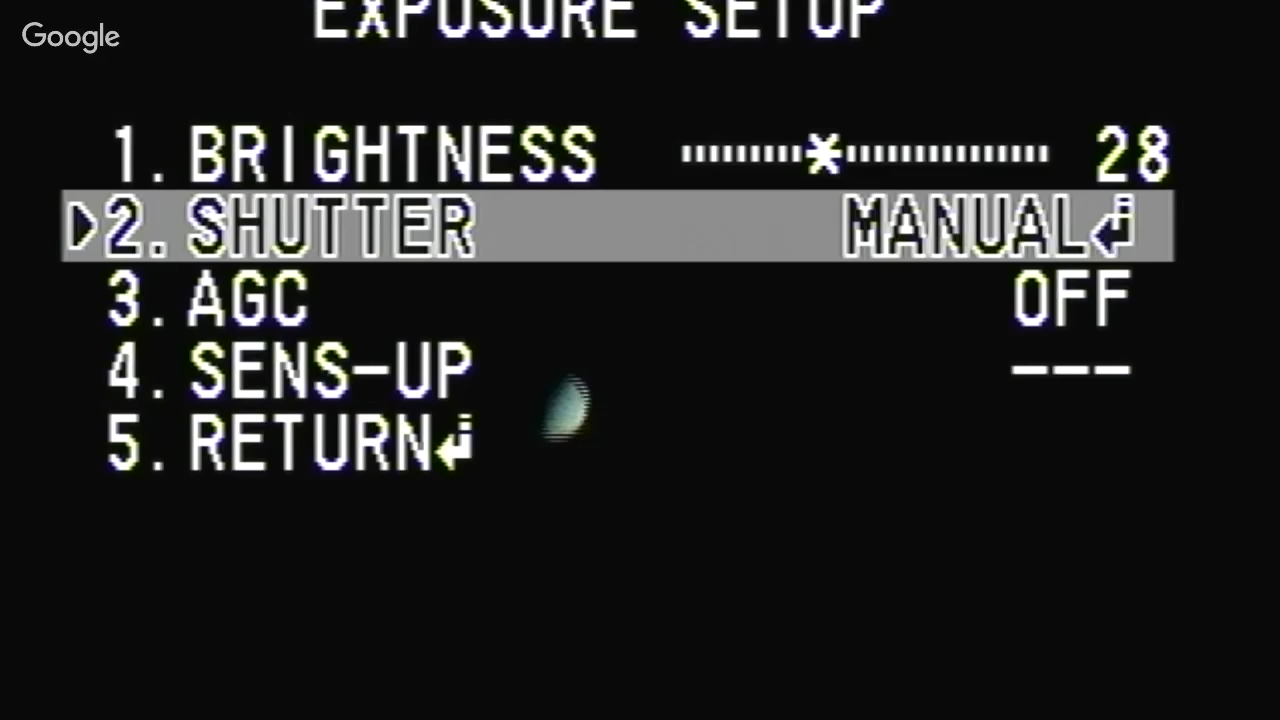 Google
EXPOSURE SETUP
1. BRIGHTNESS 28
2. SHUTTER MANUAL↲
3. AGC OFF
4. SENS-UP ---
5. RETURN↲